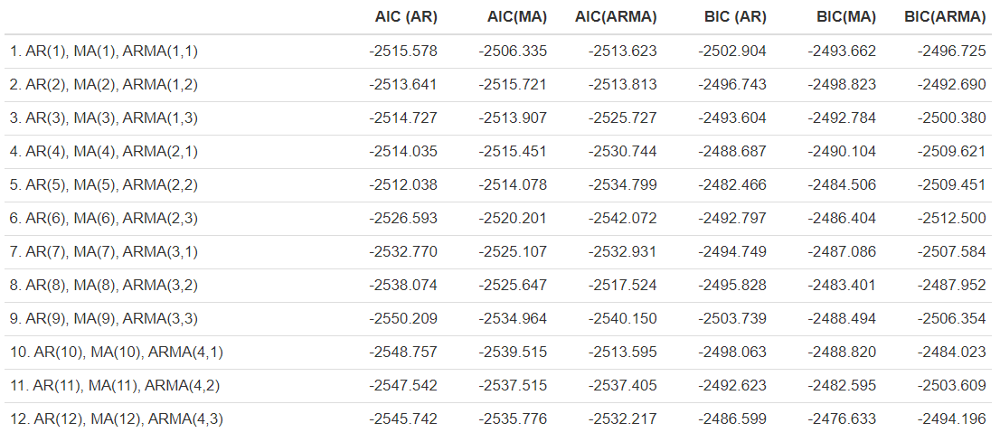 AIC (AR) AIC(MA) AIC(ARMA) BIC (AR) BIC(MA) BIC(ARMA)
1. AR(1), MA(1), ARMA(1,1) -2515.578 -2506.335 -2513.623 -2502.904 -2493.662 -2496.725
2. AR(2), MA(2), ARMA(1,2) -2513.641 -2515.721 -2513.813 -2496.743 -2498.823 -2492.690
3. AR(3), MA(3), ARMA(1,3) -2514.727 -2513.907 -2525.727 -2493.604 -2492.784 -2500.380
4. AR(4), MA(4), ARMA(2,1) -2514.035 -2515.451 -2530.744 -2488.687 -2490.104 -2509.621
5. AR(5), MA(5), ARMA(2,2) -2512.038 -2514.078 -2534.799 -2482.466 -2484.506 -2509.451
6. AR(6), MA(6), ARMA(2,3) -2526.593 -2520.201 -2542.072 -2492.797 -2486.404 -2512.500
7. AR(7), MA(7), ARMA(3,1) -2532.770 -2525.107 -2532.931 -2494.749 -2487.086 -2507.584
8. AR(8), MA(8), ARMA(3,2) -2538.074 -2525.647 -2517.524 -2495.828 -2483.401 -2487.952
9. AR(9), MA(9), ARMA(3,3) -2550.209 -2534.964 -2540.150 -2503.739 -2488.494 -2506.354
10. AR(10), MA(10), ARMA(4,1) -2548.757 -2539.515 -2513.595 -2498.063 -2488.820 -2484.023
11. AR(11), MA(11), ARMA(4,2) -2547.542 -2537.515 -2537.405 -2492.623 -2482.595 -2503.609
12. AR(12), MA(12), ARMA(4,3) -2545.742 -2535.776 -2532.217 -2486.599 -2476.633 -2494.196